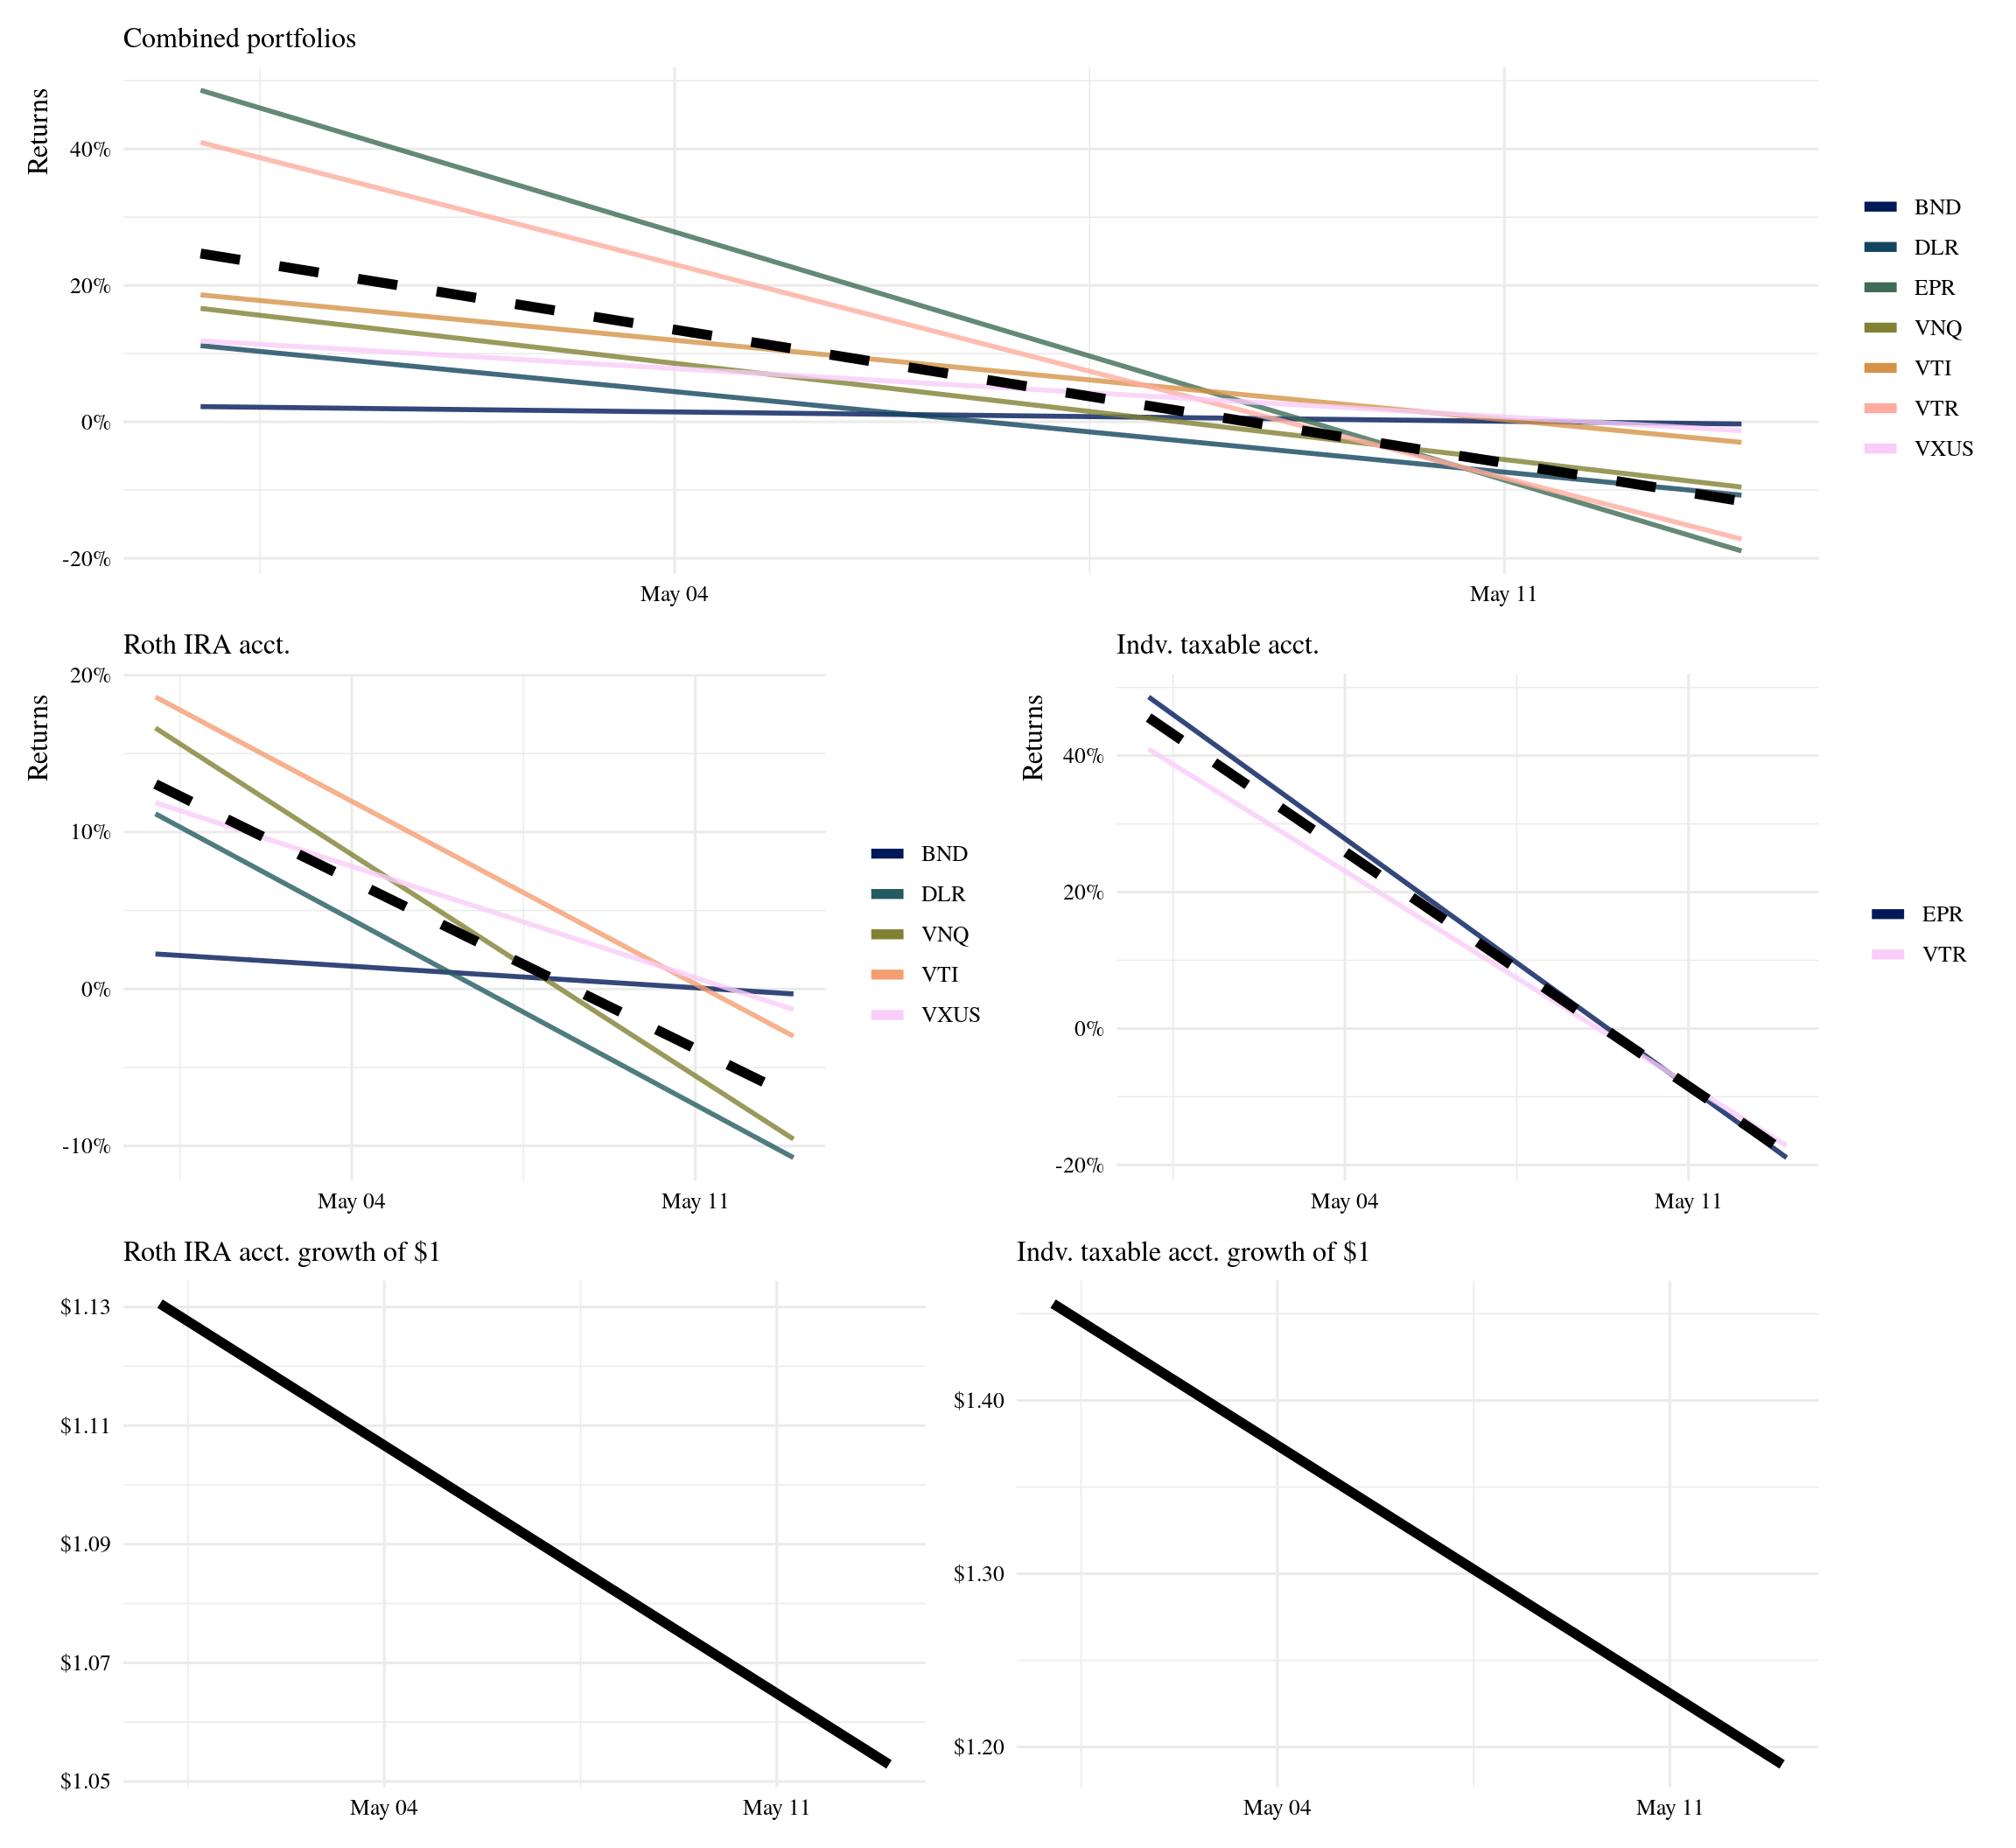 Combined portfolios
Returns
40%
20%
0%
-20%
May 04
May 11
BND
DLR
EPR
VNQ
VTI
VTR
VXUS
Roth IRA acct.
Returns
20%
10%
0%
-10%
May 04
May 11
BND
DLR
VNQ
VTI
VXUS
Indv. taxable acct.
Returns
40%
20%
0%
-20%
May 04
May 11
EPR
VTR
Roth IRA acct. growth of $1
$1.13
$1.11
$1.09
$1.07
$1.05
May 04
May 11
Indv. taxable acct. growth of $1
$1.40
$1.30
$1.20
May 04
May 11